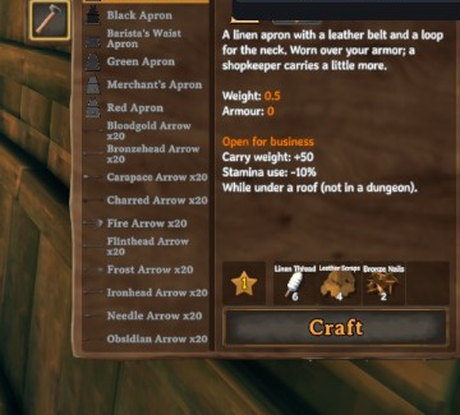 Black Apron
Barista's Waist
Apron
Green Apron
Merchant's Apron
Red Apron
Bloodgold Arrow
x20
Bronzehead Arrow
x20
Carapace Arrow x20
Charred Arrow x20
Fire Arrow x20
Flinthead Arrow
x20
Frost Arrow x20
Ironhead Arrow x20
Needle Arrow x20
Obsidian Arrow x20
A linen apron with a leather belt and a loop
for the neck. Worn over your armor; a
shopkeeper carries a little more.
Weight: 0.5
Armour: 0
Open for business
Carry weight: +50
Stamina use: -10%
While under a roof (not in a dungeon).
1
Linen Thread
6
Leather Scraps
4
Bronze Nails
2
Craft